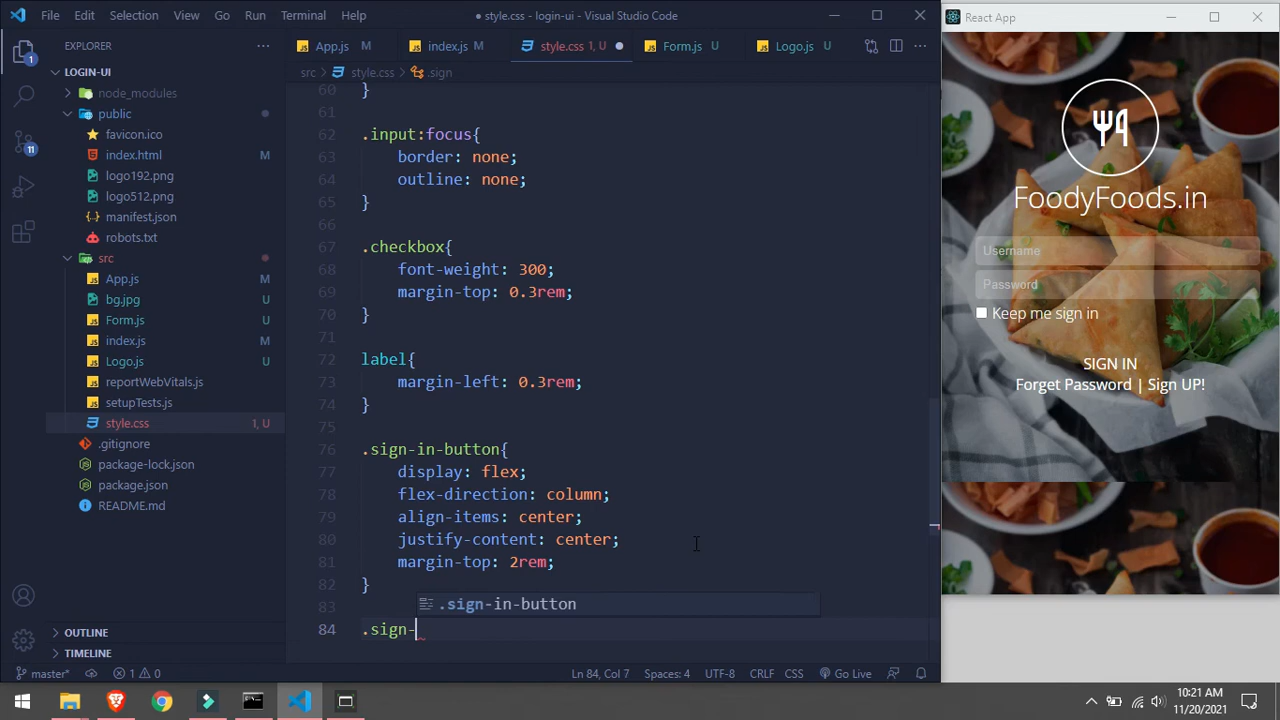 File Edit Selection View Go Run Terminal Help
● style.css - login-ui - Visual Studio Code
React App
EXPLORER
App.js M
index.js M
style.css 1, U
Form.js U
Logo.js U
src > style.css > .sign
LOGIN-UI
node_modules
public
favicon.ico
index.html M
logo192.png
logo512.png
manifest.json
robots.txt
src
App.js M
bg.jpg U
Form.js U
index.js M
Logo.js U
reportWebVitals.js
setupTests.js
style.css 1, U
.gitignore
package-lock.json
package.json
README.md
OUTLINE
TIMELINE
1
11
60 }
61
62 .input:focus{
63 border: none;
64 outline: none;
65 }
66
67 .checkbox{
68 font-weight: 300;
69 margin-top: 0.3rem;
70 }
71
72 label{
73 margin-left: 0.3rem;
74 }
75
76 .sign-in-button{
77 display: flex;
78 flex-direction: column;
79 align-items: center;
80 justify-content: center;
81 margin-top: 2rem;
82 }
83
.sign-in-button
84 .sign-
FoodyFoods.in
Username
Password
Keep me sign in
SIGN IN
Forget Password | Sign UP!
master* 1 0 Ln 84, Col 7 Spaces: 4 UTF-8 CRLF CSS Go Live
10:21 AM
11/20/2021